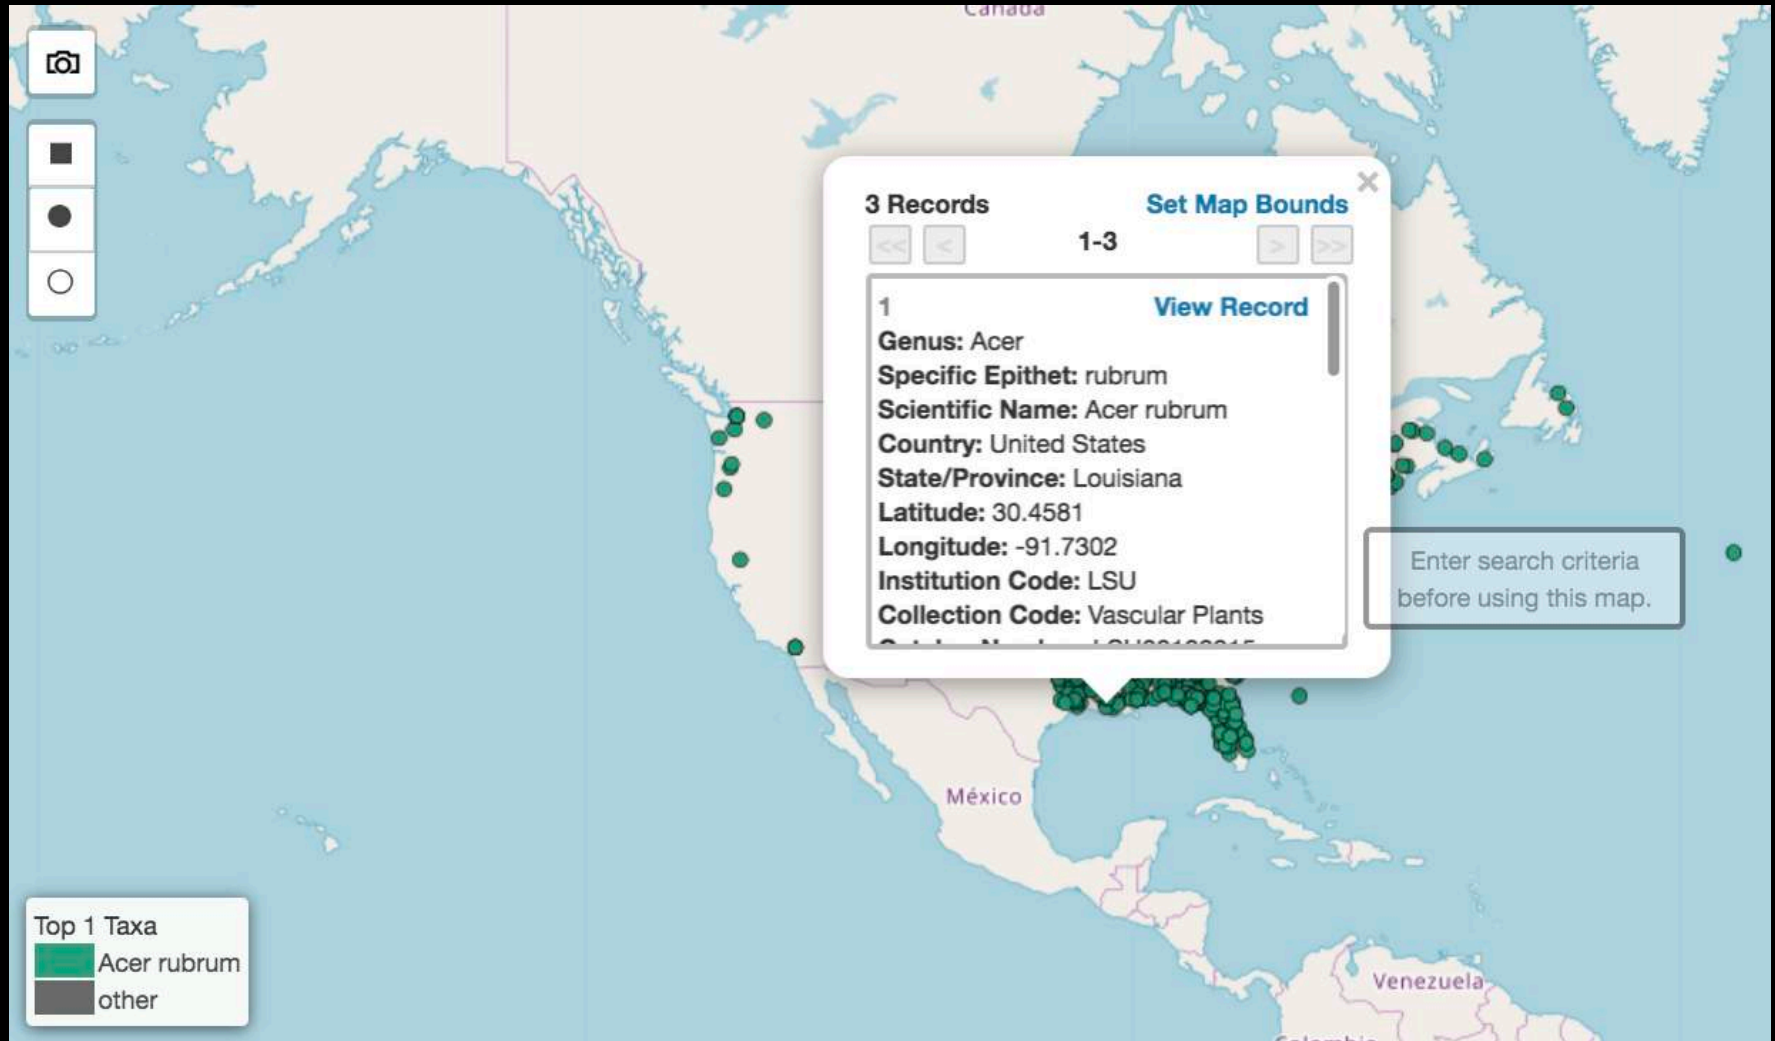 Canada
3 Records
Set Map Bounds
<<
<
1-3
>
>>
1
View Record
Genus: Acer
Specific Epithet: rubrum
Scientific Name: Acer rubrum
Country: United States
State/Province: Louisiana
Latitude: 30.4581
Longitude: -91.7302
Institution Code: LSU
Collection Code: Vascular Plants
Enter search criteria
before using this map.
México
Top 1 Taxa
Acer rubrum
other
Venezuela